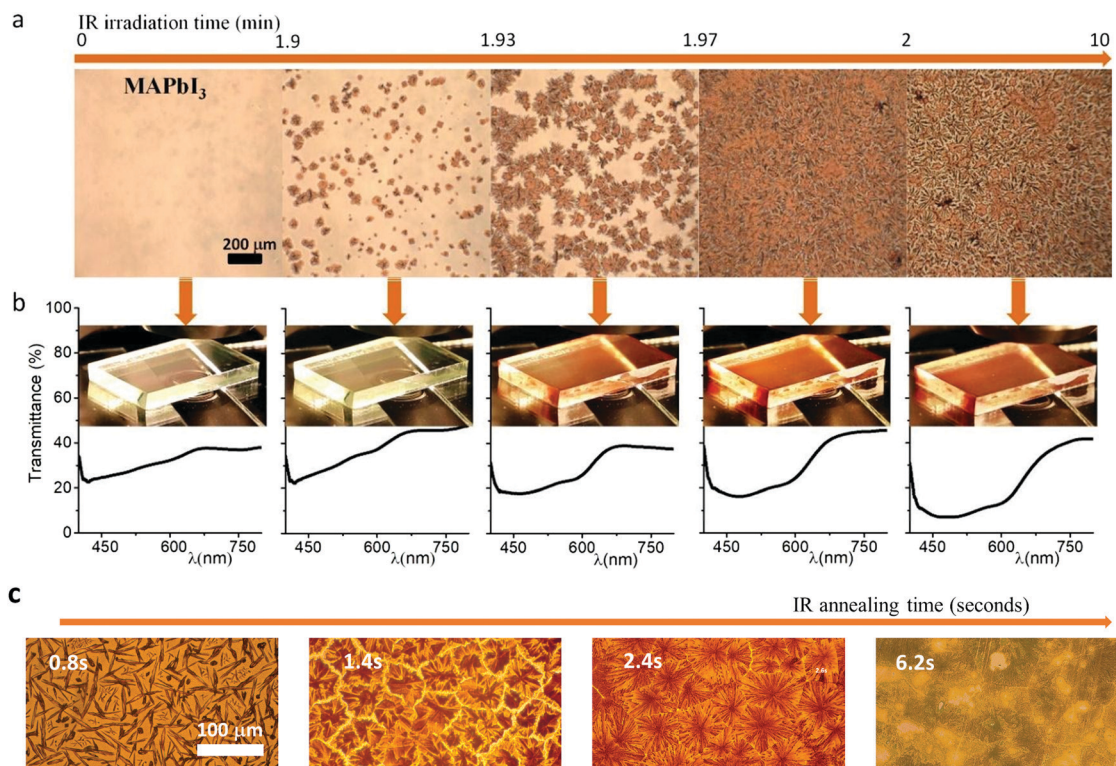 a
IR irradiation time (min)
0 1.9 1.93 1.97 2 10
MAPbI₃
200 μm
b
Transmittance (%)
100
80
60
40
20
0
450 600 750
λ(nm)
450 600 750
λ(nm)
450 600 750
λ(nm)
450 600 750
λ(nm)
450 600 750
λ(nm)
c
IR annealing time (seconds)
0.8s 1.4s 2.4s 6.2s
2.6s
100 μm